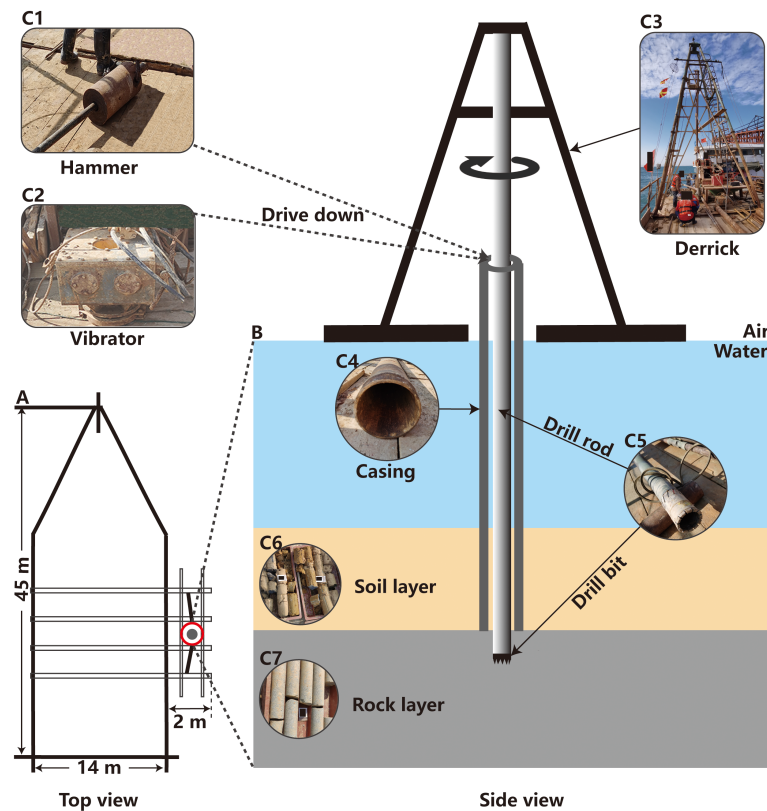 C1
Hammer
C2
Vibrator
Drive down
C3
Derrick
B
Air
Water
C4
Casing
Drill rod
C5
Drill bit
C6
Soil layer
C7
Rock layer
A
45 m
2 m
14 m
Top view
Side view